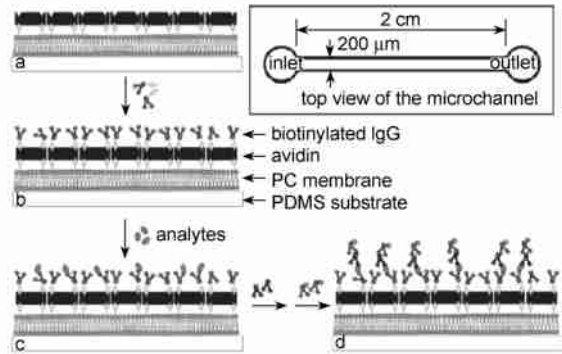 2 cm
200 μm
inlet
outlet
top view of the microchannel
a
biotinylated IgG
avidin
PC membrane
PDMS substrate
b
analytes
c
d